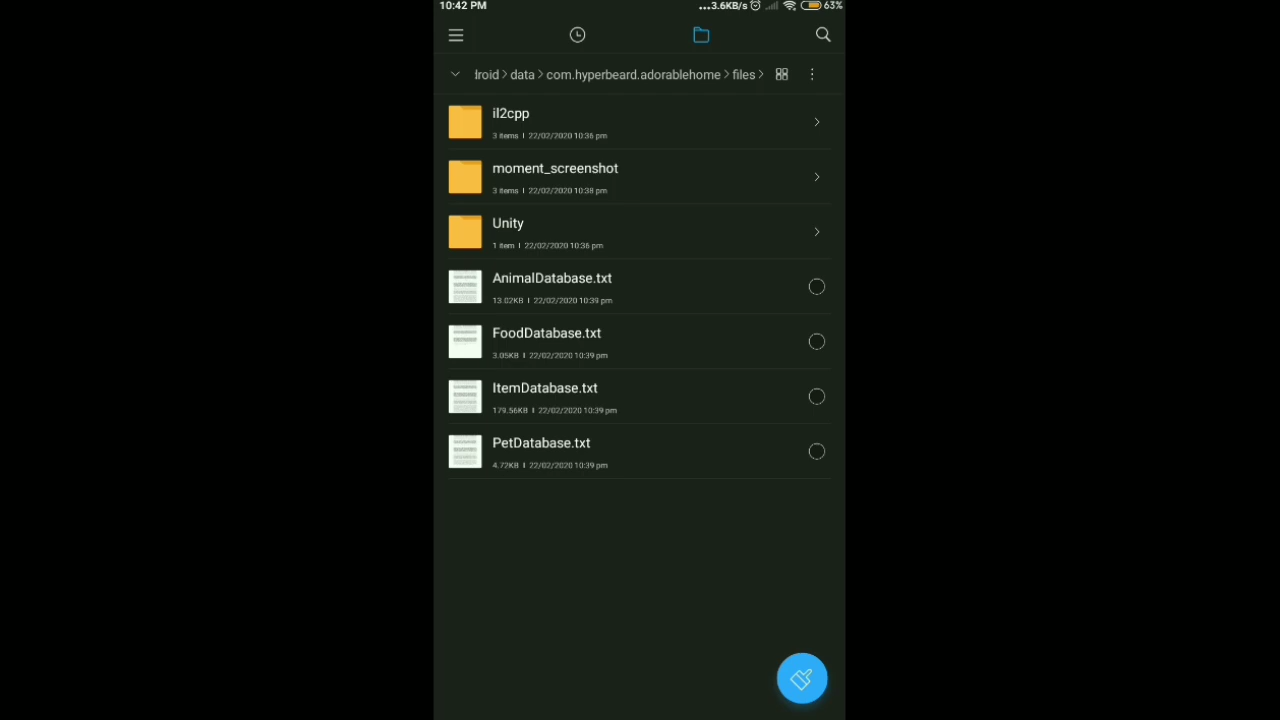 10:42 PM ...3.6KB/s 63%
droid > data > com.hyperbeard.adorablehome > files >
il2cpp
3 items | 22/02/2020 10:36 pm
moment_screenshot
3 items | 22/02/2020 10:38 pm
Unity
1 item | 22/02/2020 10:36 pm
AnimalDatabase.txt
13.02KB | 22/02/2020 10:39 pm
FoodDatabase.txt
3.05KB | 22/02/2020 10:39 pm
ItemDatabase.txt
179.56KB | 22/02/2020 10:39 pm
PetDatabase.txt
4.72KB | 22/02/2020 10:39 pm